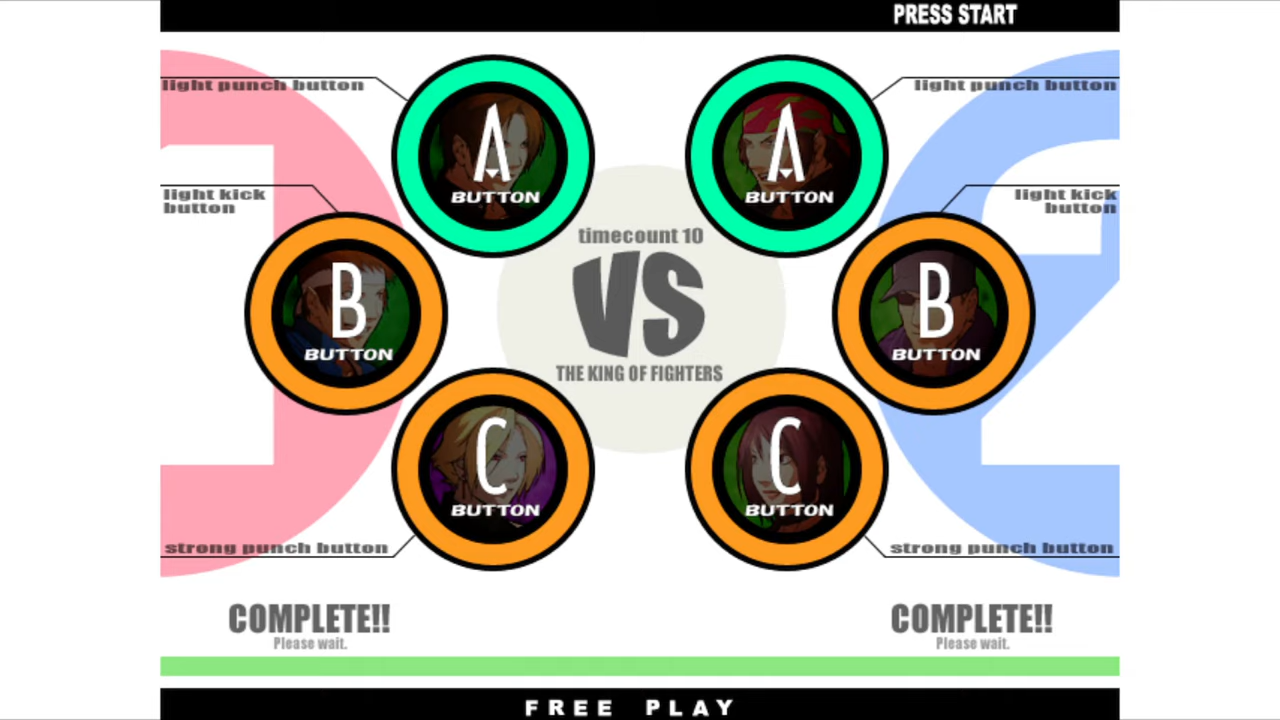 PRESS START
light punch button
light punch button
A
BUTTON
A
BUTTON
light kick
button
light kick
button
timecount 10
VS
THE KING OF FIGHTERS
B
BUTTON
B
BUTTON
C
BUTTON
C
BUTTON
strong punch button
strong punch button
COMPLETE!!
Please wait.
COMPLETE!!
Please wait.
FREE PLAY
1
2